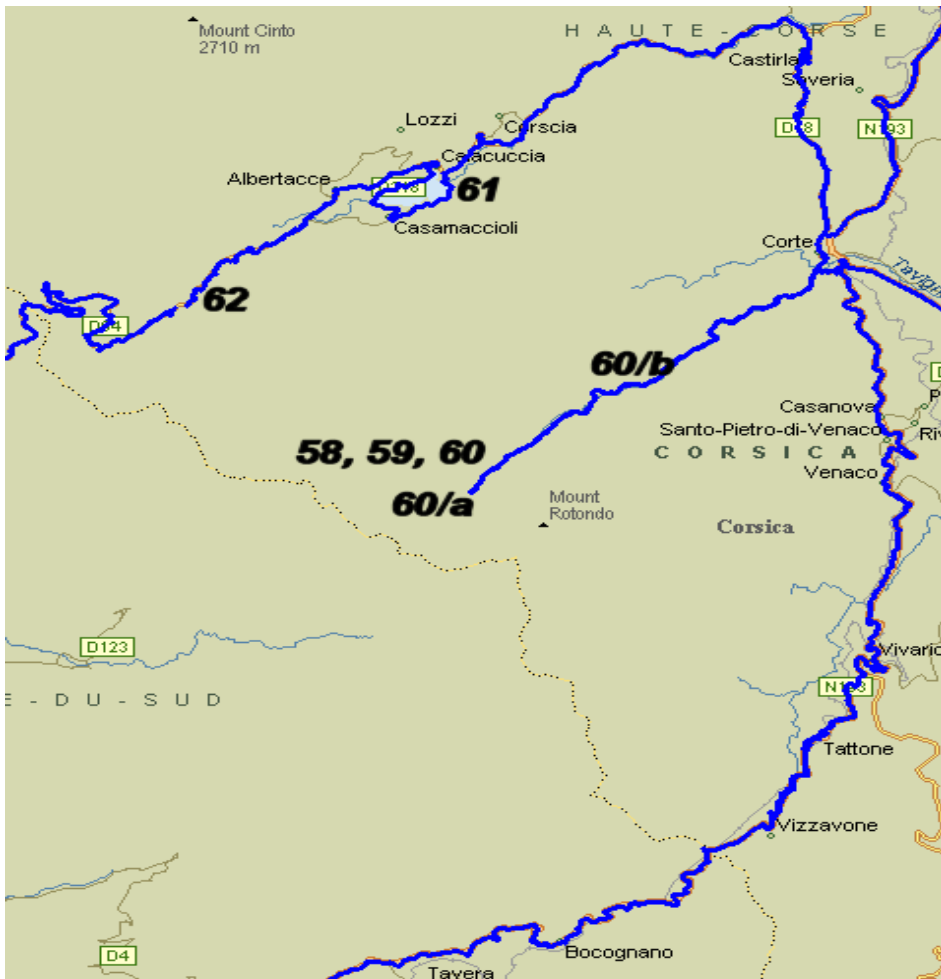 Mount Cinto
2710 m
HAUTE-CORSE
Castirla
Soveria
Lozzi
Corscia
N193
Calacuccia
Albertacce
61
Casamaccioli
Corte
62
D84
60/b
Casanova
Santo-Pietro-di-Venaco
58, 59, 60
CORSICA
Venaco
60/a
Mount
Rotondo
Corsica
D123
Vivario
N193
E-DU-SUD
Tattone
Vizzavone
Bocognano
D4
Tavera